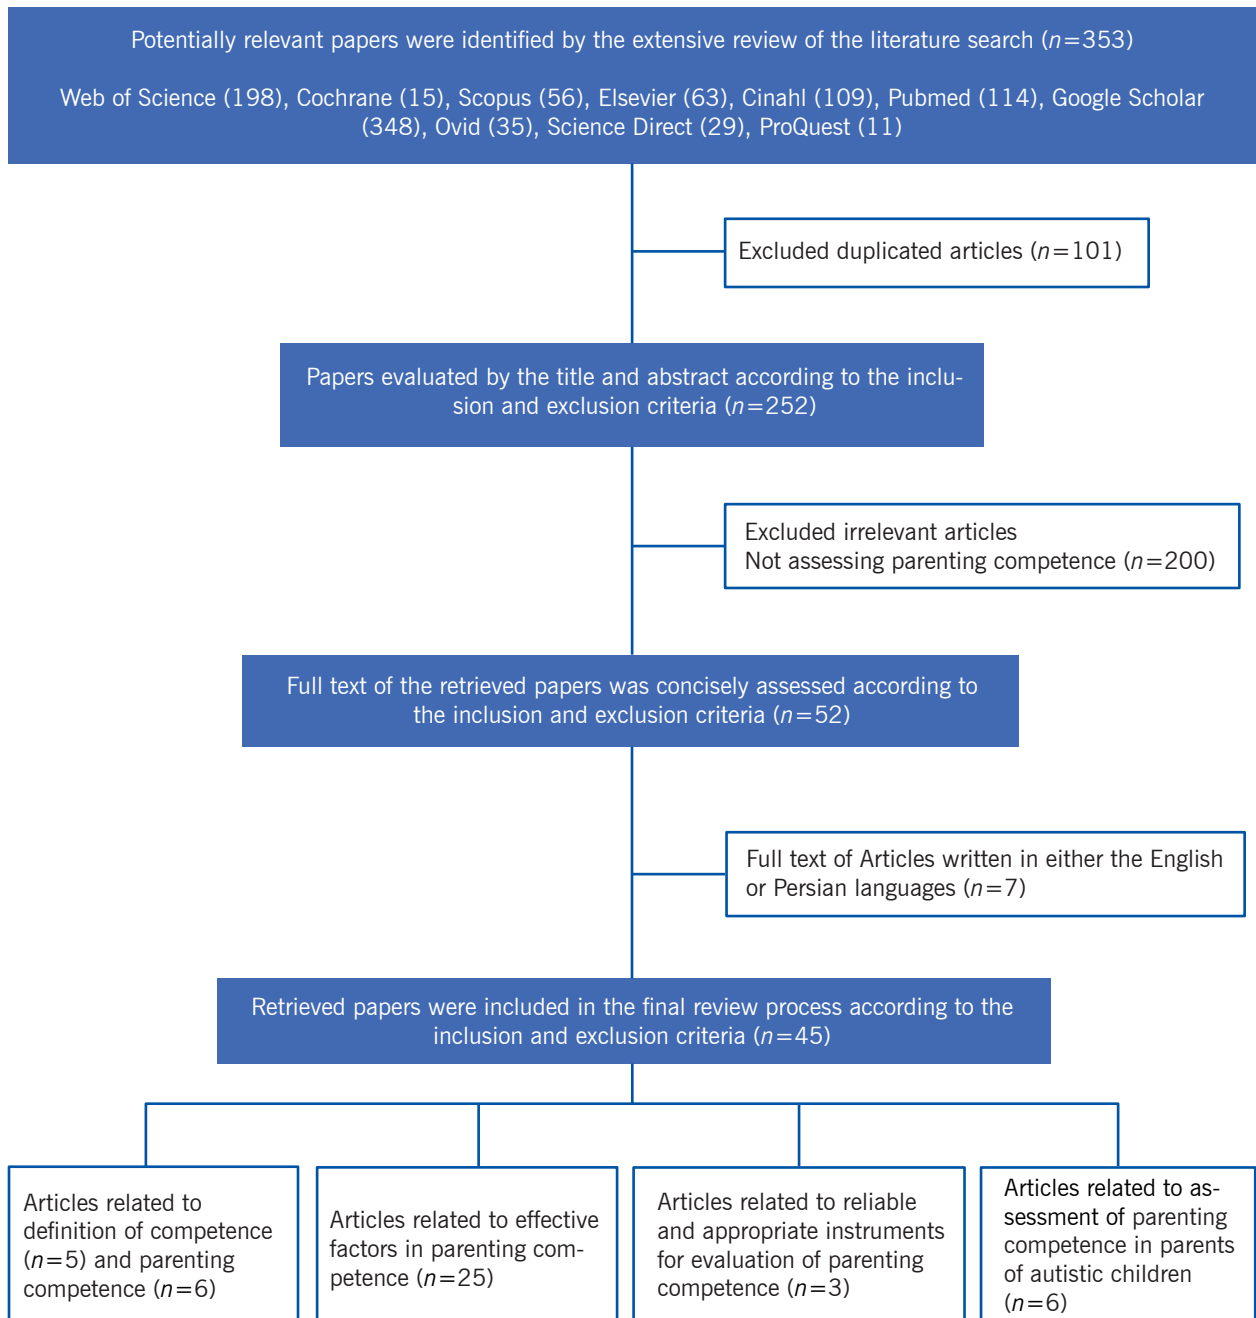 Potentially relevant papers were identified by the extensive review of the literature search (n=353)
Web of Science (198), Cochrane (15), Scopus (56), Elsevier (63), Cinahl (109), Pubmed (114), Google Scholar
(348), Ovid (35), Science Direct (29), ProQuest (11)
Excluded duplicated articles (n=101)
Papers evaluated by the title and abstract according to the inclu-
sion and exclusion criteria (n=252)
Excluded irrelevant articles
Not assessing parenting competence (n=200)
Full text of the retrieved papers was concisely assessed according to
the inclusion and exclusion criteria (n=52)
Full text of Articles written in either the English
or Persian languages (n=7)
Retrieved papers were included in the final review process according to the
inclusion and exclusion criteria (n=45)
Articles related to
definition of competence
(n=5) and parenting
competence (n=6)
Articles related to effective
factors in parenting com-
petence (n=25)
Articles related to reliable
and appropriate instruments
for evaluation of parenting
competence (n=3)
Articles related to as-
sessment of parenting
competence in parents
of autistic children
(n=6)